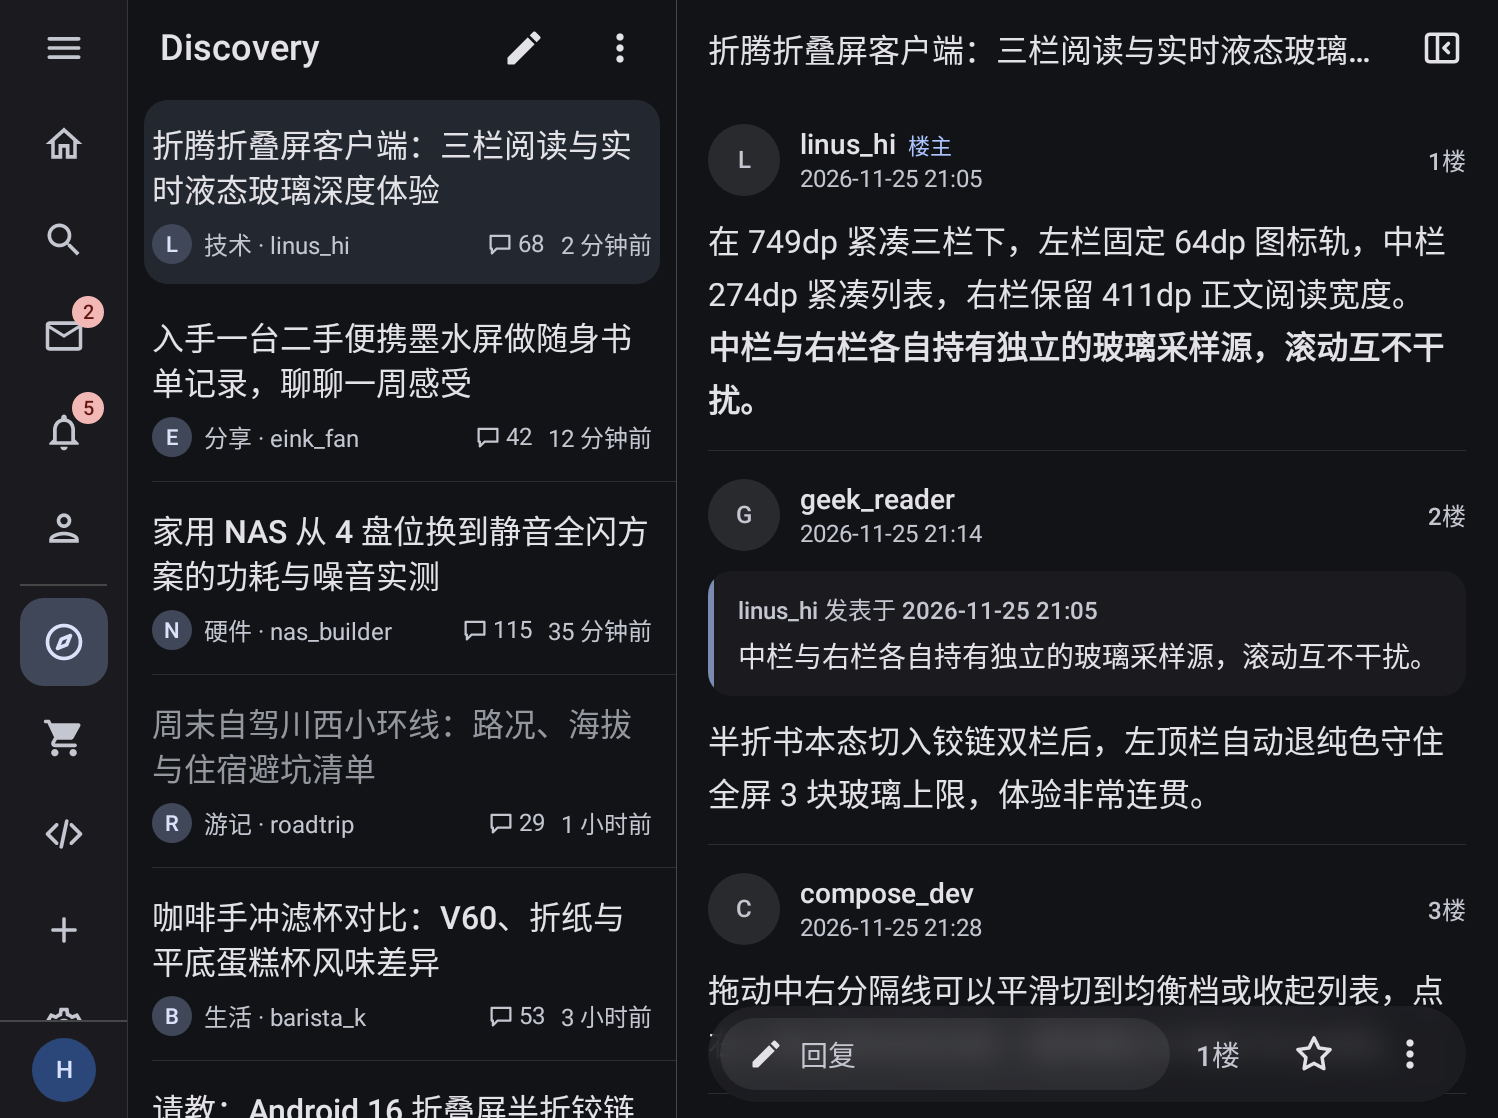 Discovery
折腾折叠屏客户端：三栏阅读与实
时液态玻璃深度体验
L 技术 · linus_hi 68 2 分钟前
入手一台二手便携墨水屏做随身书
单记录，聊聊一周感受
E 分享 · eink_fan 42 12 分钟前
家用 NAS 从 4 盘位换到静音全闪方
案的功耗与噪音实测
N 硬件 · nas_builder 115 35 分钟前
周末自驾川西小环线：路况、海拔
与住宿避坑清单
R 游记 · roadtrip 29 1 小时前
咖啡手冲滤杯对比：V60、折纸与
平底蛋糕杯风味差异
B 生活 · barista_k 53 3 小时前
请教：Android 16 折叠屏半折铰链
2
5
H
折腾折叠屏客户端：三栏阅读与实时液态玻璃…
L linus_hi 楼主 1楼
2026-11-25 21:05
在 749dp 紧凑三栏下，左栏固定 64dp 图标轨，中栏
274dp 紧凑列表，右栏保留 411dp 正文阅读宽度。
中栏与右栏各自持有独立的玻璃采样源，滚动互不干
扰。
G geek_reader 2楼
2026-11-25 21:14
linus_hi 发表于 2026-11-25 21:05
中栏与右栏各自持有独立的玻璃采样源，滚动互不干扰。
半折书本态切入铰链双栏后，左顶栏自动退纯色守住
全屏 3 块玻璃上限，体验非常连贯。
C compose_dev 3楼
2026-11-25 21:28
拖动中右分隔线可以平滑切到均衡档或收起列表，点
回复 1楼